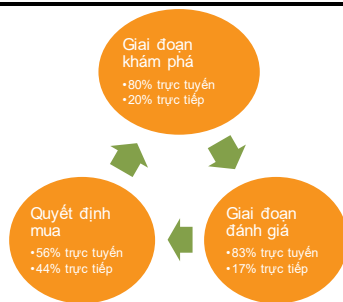 Giai đoạn
khám phá
•80% trực tuyến
•20% trực tiếp
Quyết định
mua
•56% trực tuyến
•44% trực tiếp
Giai đoạn
đánh giá
•83% trực tuyến
•17% trực tiếp